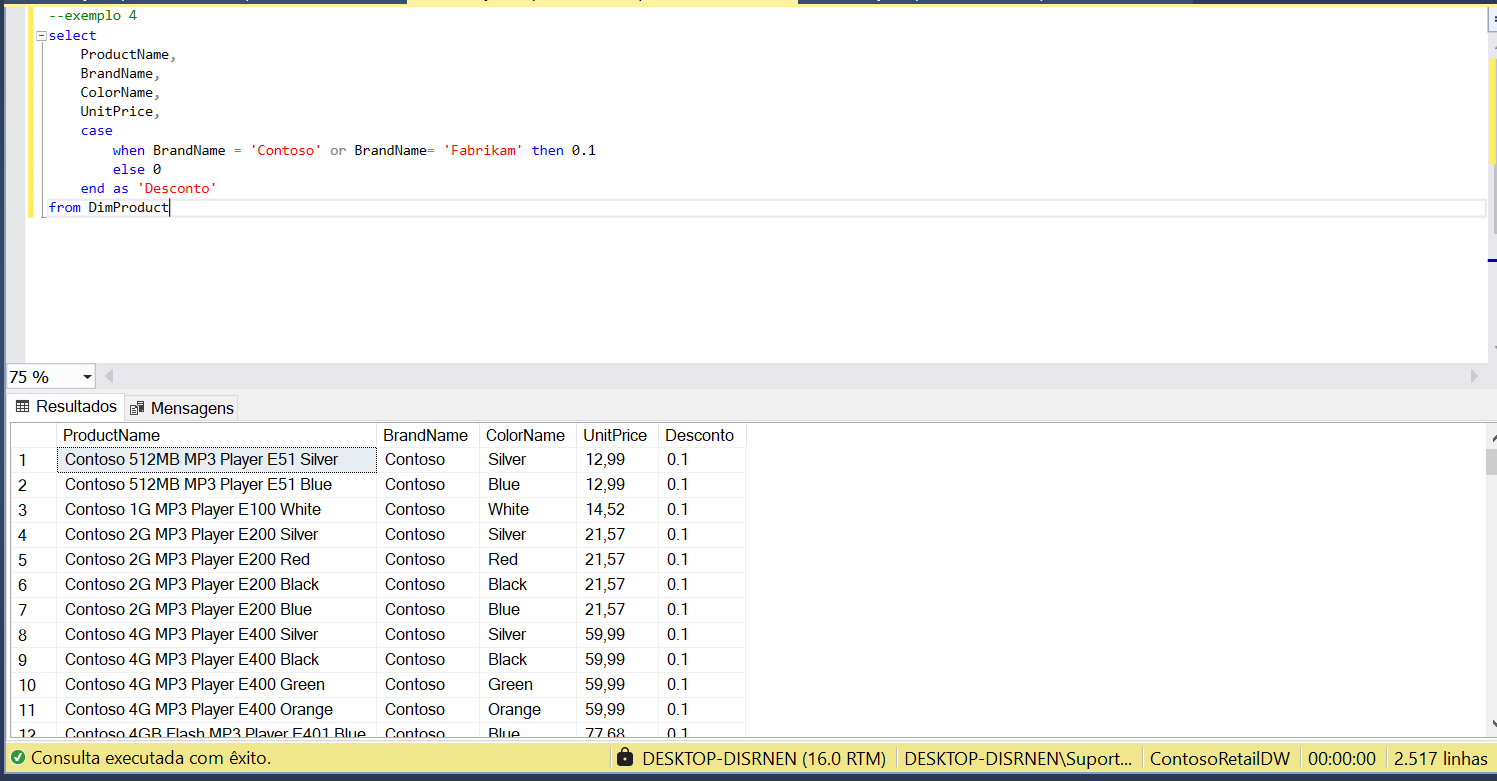 --exemplo 4
select
ProductName,
BrandName,
ColorName,
UnitPrice,
case
when BrandName = 'Contoso' or BrandName= 'Fabrikam' then 0.1
else 0
end as 'Desconto'
from DimProduct
75 %
Resultados Mensagens
ProductName BrandName ColorName UnitPrice Desconto
1 Contoso 512MB MP3 Player E51 Silver Contoso Silver 12,99 0.1
2 Contoso 512MB MP3 Player E51 Blue Contoso Blue 12,99 0.1
3 Contoso 1G MP3 Player E100 White Contoso White 14,52 0.1
4 Contoso 2G MP3 Player E200 Silver Contoso Silver 21,57 0.1
5 Contoso 2G MP3 Player E200 Red Contoso Red 21,57 0.1
6 Contoso 2G MP3 Player E200 Black Contoso Black 21,57 0.1
7 Contoso 2G MP3 Player E200 Blue Contoso Blue 21,57 0.1
8 Contoso 4G MP3 Player E400 Silver Contoso Silver 59,99 0.1
9 Contoso 4G MP3 Player E400 Black Contoso Black 59,99 0.1
10 Contoso 4G MP3 Player E400 Green Contoso Green 59,99 0.1
11 Contoso 4G MP3 Player E400 Orange Contoso Orange 59,99 0.1
12 Contoso 4GB Flash MP3 Player E401 Blue Contoso Blue 77,68 0.1
Consulta executada com êxito. DESKTOP-DISRNEN (16.0 RTM) DESKTOP-DISRNEN\Suport... ContosoRetailDW 00:00:00 2.517 linhas